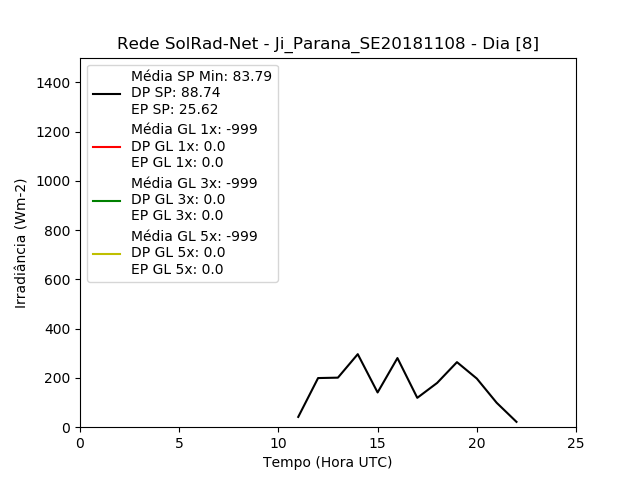 Rede SolRad-Net - Ji_Parana_SE20181108 - Dia [8]
Média SP Min: 83.79
DP SP: 88.74
EP SP: 25.62
Média GL 1x: -999
DP GL 1x: 0.0
EP GL 1x: 0.0
Média GL 3x: -999
DP GL 3x: 0.0
EP GL 3x: 0.0
Média GL 5x: -999
DP GL 5x: 0.0
EP GL 5x: 0.0
Irradiância (Wm-2)
1400
1200
1000
800
600
400
200
0
0 5 10 15 20 25
Tempo (Hora UTC)